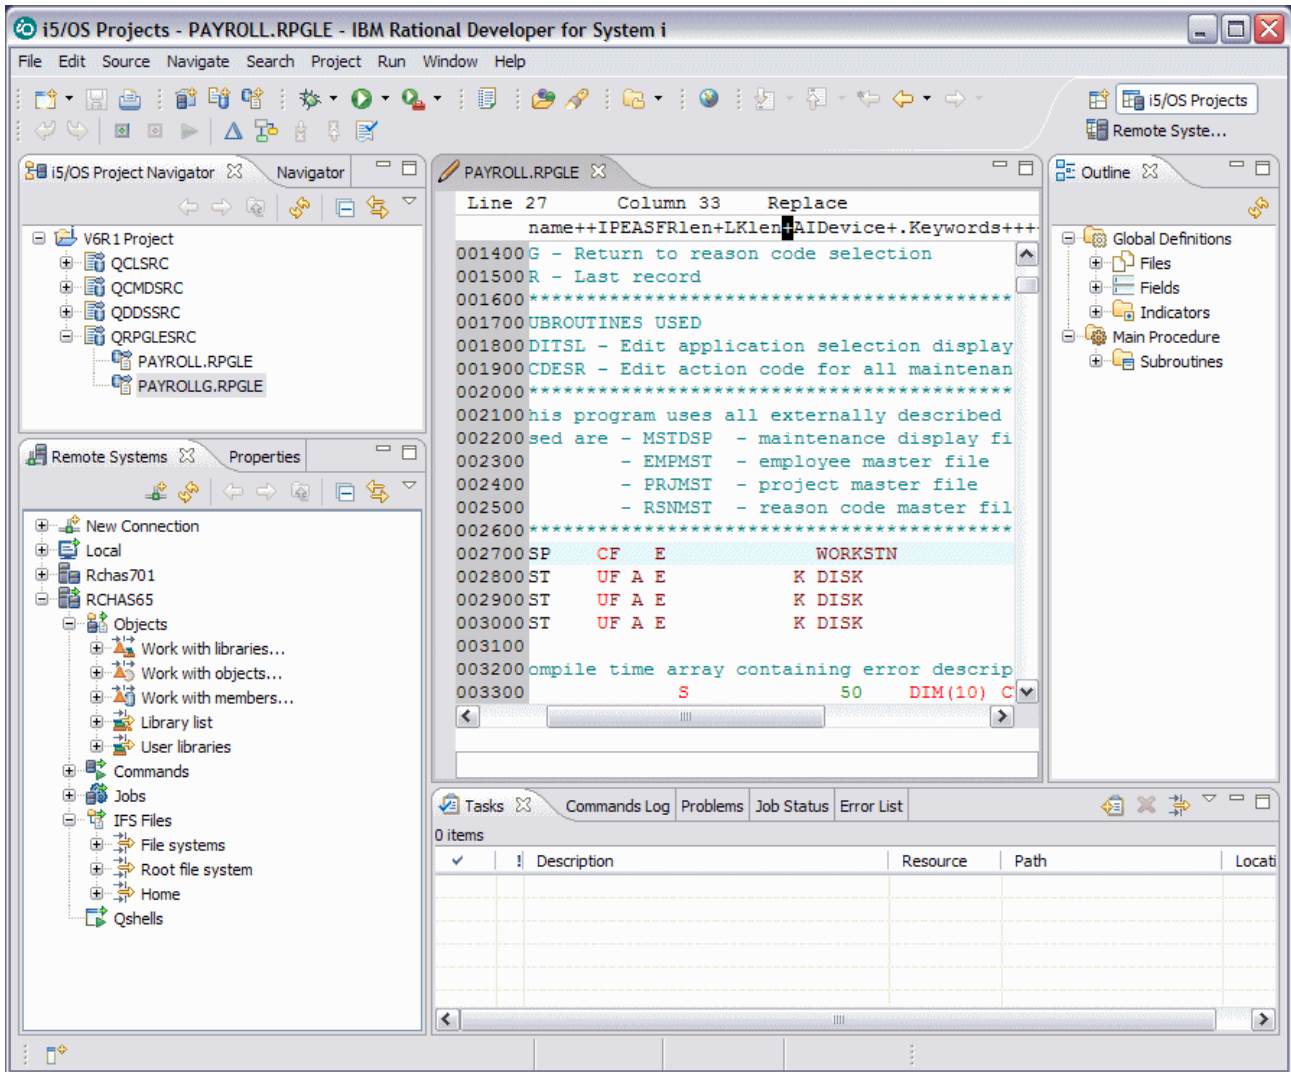 i5/OS Projects - PAYROLL.RPGLE - IBM Rational Developer for System i
File Edit Source Navigate Search Project Run Window Help
i5/OS Projects
Remote Syste...
i5/OS Project Navigator Navigator
V6R1 Project
QCLSRC
QCMDSRC
QDDSSRC
QRPGLESRC
PAYROLL.RPGLE
PAYROLLG.RPGLE
Remote Systems Properties
New Connection
Local
Rchas701
RCHAS65
Objects
Work with libraries...
Work with objects...
Work with members...
Library list
User libraries
Commands
Jobs
IFS Files
File systems
Root file system
Home
Qshells
PAYROLL.RPGLE
Line 27 Column 33 Replace
name++IPEASFRlen+LKlen+AIDevice+.Keywords+++
001400 G - Return to reason code selection
001500 R - Last record
001600 ******************************************
001700 UBROUTINES USED
001800 DITSL - Edit application selection display
001900 CDESR - Edit action code for all maintenan
002000 ******************************************
002100 his program uses all externally described
002200 sed are - MSTDSP - maintenance display fi
002300 - EMPMST - employee master file
002400 - PRJMST - project master file
002500 - RSNMST - reason code master fil
002600 ******************************************
002700 SP CF E WORKSTN
002800 ST UF A E K DISK
002900 ST UF A E K DISK
003000 ST UF A E K DISK
003100
003200 ompile time array containing error descrip
003300 S 50 DIM(10) C
Outline
Global Definitions
Files
Fields
Indicators
Main Procedure
Subroutines
Tasks Commands Log Problems Job Status Error List
0 items
! Description Resource Path Locati